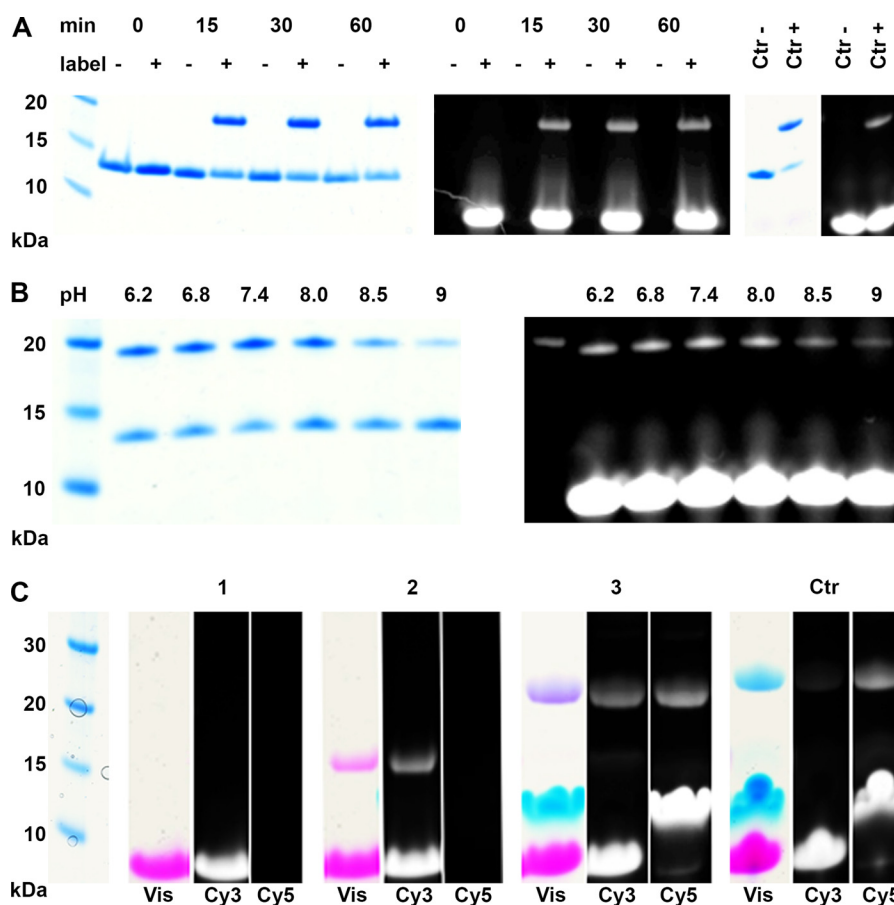 A
min 0 15 30 60 0 15 30 60 Ctr - Ctr + Ctr - Ctr +
label - + - + - + - + - + - + - + - +
20
15
10
kDa
B
pH 6.2 6.8 7.4 8.0 8.5 9 6.2 6.8 7.4 8.0 8.5 9
20
15
10
kDa
C 1 2 3 Ctr
30
20
15
10
kDa Vis Cy3 Cy5 Vis Cy3 Cy5 Vis Cy3 Cy5 Vis Cy3 Cy5